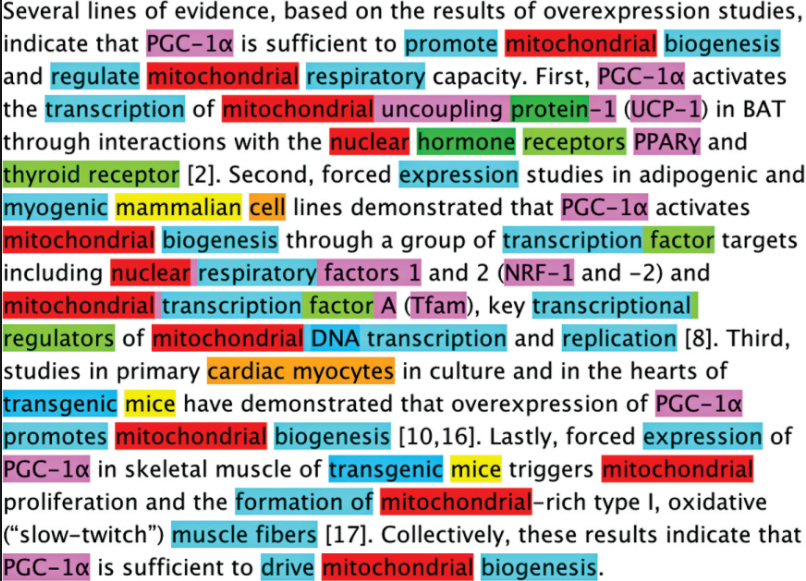 Several lines of evidence, based on the results of overexpression studies,
indicate that PGC-1α is sufficient to promote mitochondrial biogenesis
and regulate mitochondrial respiratory capacity. First, PGC-1α activates
the transcription of mitochondrial uncoupling protein-1 (UCP-1) in BAT
through interactions with the nuclear hormone receptors PPARγ and
thyroid receptor [2]. Second, forced expression studies in adipogenic and
myogenic mammalian cell lines demonstrated that PGC-1α activates
mitochondrial biogenesis through a group of transcription factor targets
including nuclear respiratory factors 1 and 2 (NRF-1 and -2) and
mitochondrial transcription factor A (Tfam), key transcriptional
regulators of mitochondrial DNA transcription and replication [8]. Third,
studies in primary cardiac myocytes in culture and in the hearts of
transgenic mice have demonstrated that overexpression of PGC-1α
promotes mitochondrial biogenesis [10,16]. Lastly, forced expression of
PGC-1α in skeletal muscle of transgenic mice triggers mitochondrial
proliferation and the formation of mitochondrial-rich type I, oxidative
(“slow-twitch”) muscle fibers [17]. Collectively, these results indicate that
PGC-1α is sufficient to drive mitochondrial biogenesis.